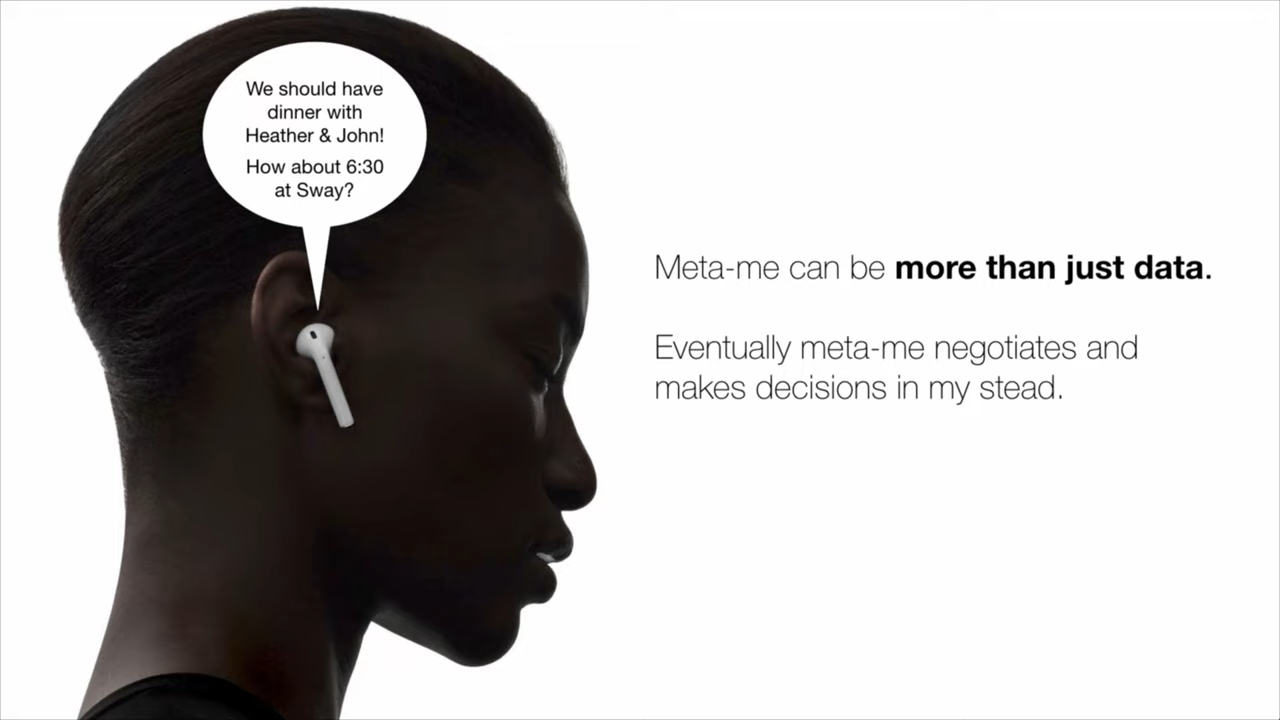 We should have
dinner with
Heather & John!
How about 6:30
at Sway?
Meta-me can be more than just data.
Eventually meta-me negotiates and
makes decisions in my stead.